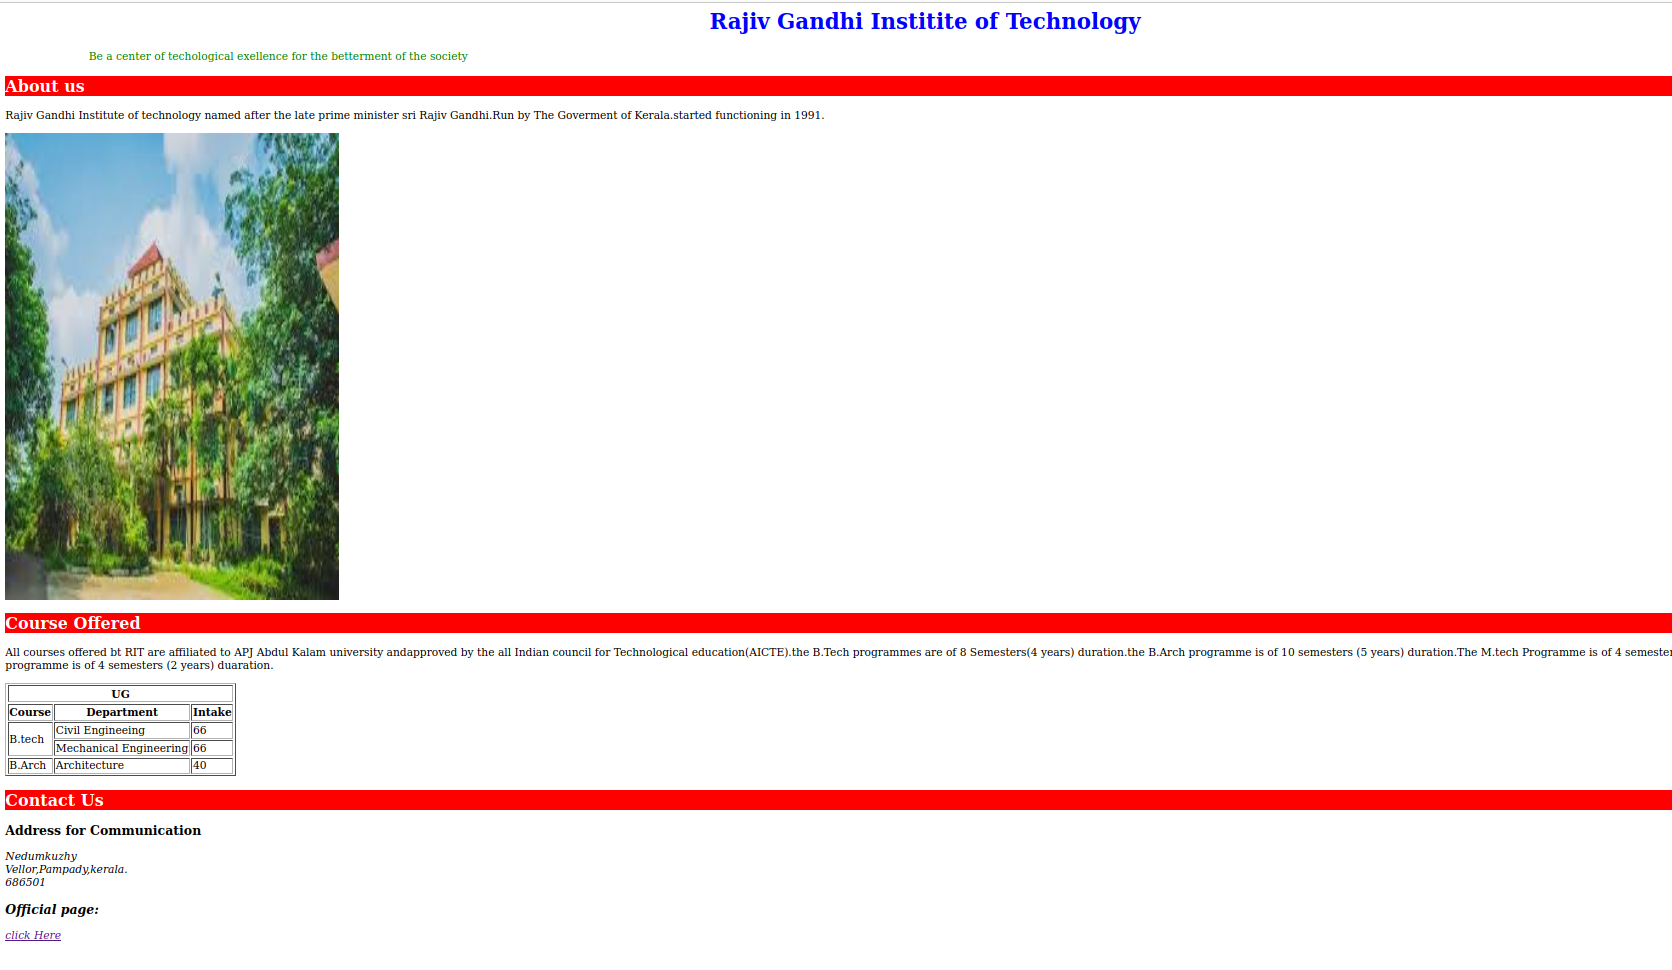 Rajiv Gandhi Institite of Technology
Be a center of techological exellence for the betterment of the society
About us
Rajiv Gandhi Institute of technology named after the late prime minister sri Rajiv Gandhi.Run by The Goverment of Kerala.started functioning in 1991.
Course Offered
All courses offered bt RIT are affiliated to APJ Abdul Kalam university andapproved by the all Indian council for Technological education(AICTE).the B.Tech programmes are of 8 Semesters(4 years) duration.the B.Arch programme is of 10 semesters (5 years) duration.The M.tech Programme is of 4
programme is of 4 semesters (2 years) duaration.
UG
Course Department Intake
B.tech Civil Engineeing 66
Mechanical Engineering 66
B.Arch Architecture 40
Contact Us
Address for Communication
Nedumkuzhy
Vellor,Pampady,kerala.
686501
Official page:
click Here